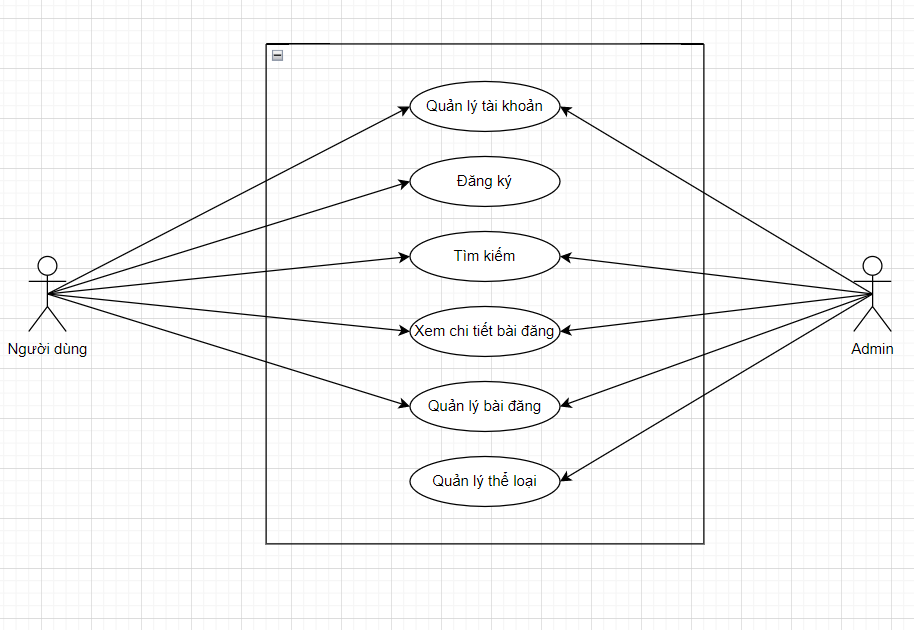 Quản lý tài khoản
Đăng ký
Tìm kiếm
Người dùng
Xem chi tiết bài đăng
Admin
Quản lý bài đăng
Quản lý thể loại